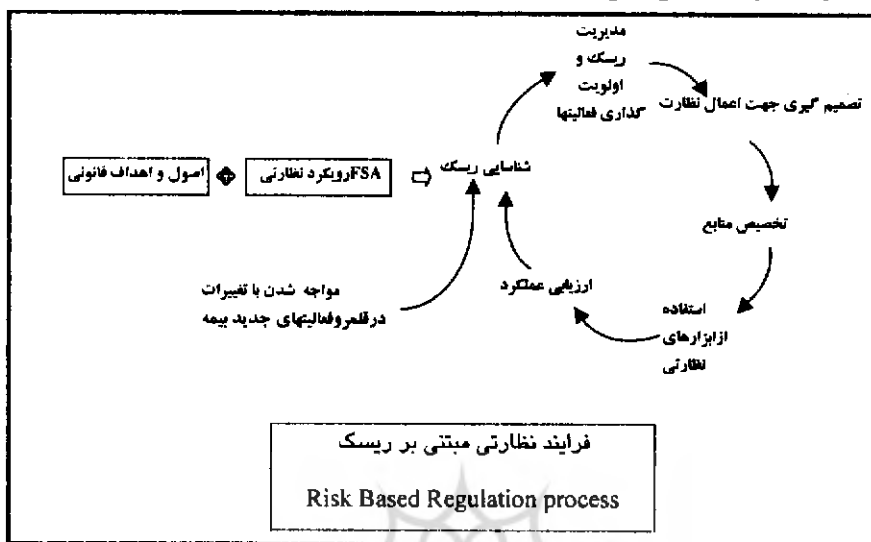 مدیریت
ریسک و
اولویت
گذاری فعالیتها
تصمیم گیری جهت اعمال نظارت
اصول و اهداف قانونی
FSAرویکرد نظارتی
شناسایی ریسک
تخصیص منابع
ارزیابی عملکرد
مواجه شدن با تغییرات
درقلمروفعالیتهای جدید بیمه
استفاده
ازابزارهای
نظارتی
فرایند نظارتی مبتنی بر ریسک
Risk Based Regulation process